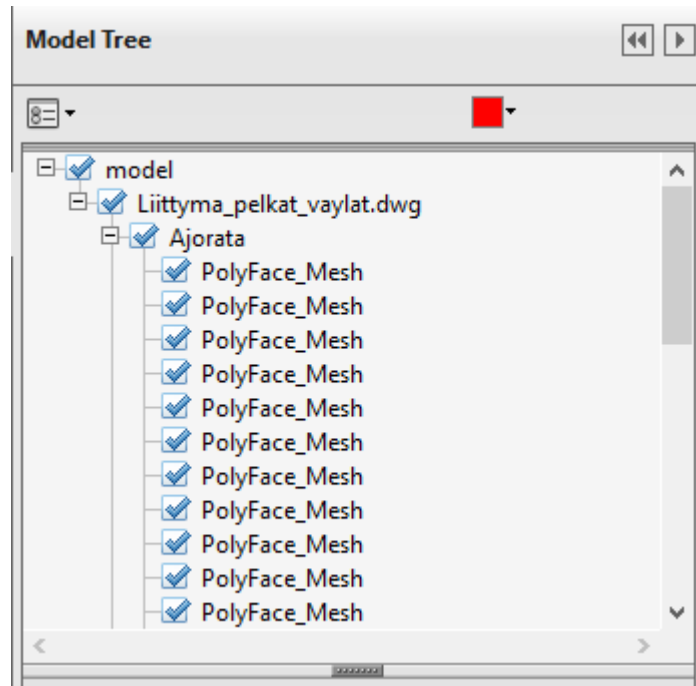 Model Tree
model
Liittyma_pelkat_vaylat.dwg
Ajorata
PolyFace_Mesh
PolyFace_Mesh
PolyFace_Mesh
PolyFace_Mesh
PolyFace_Mesh
PolyFace_Mesh
PolyFace_Mesh
PolyFace_Mesh
PolyFace_Mesh
PolyFace_Mesh
PolyFace_Mesh